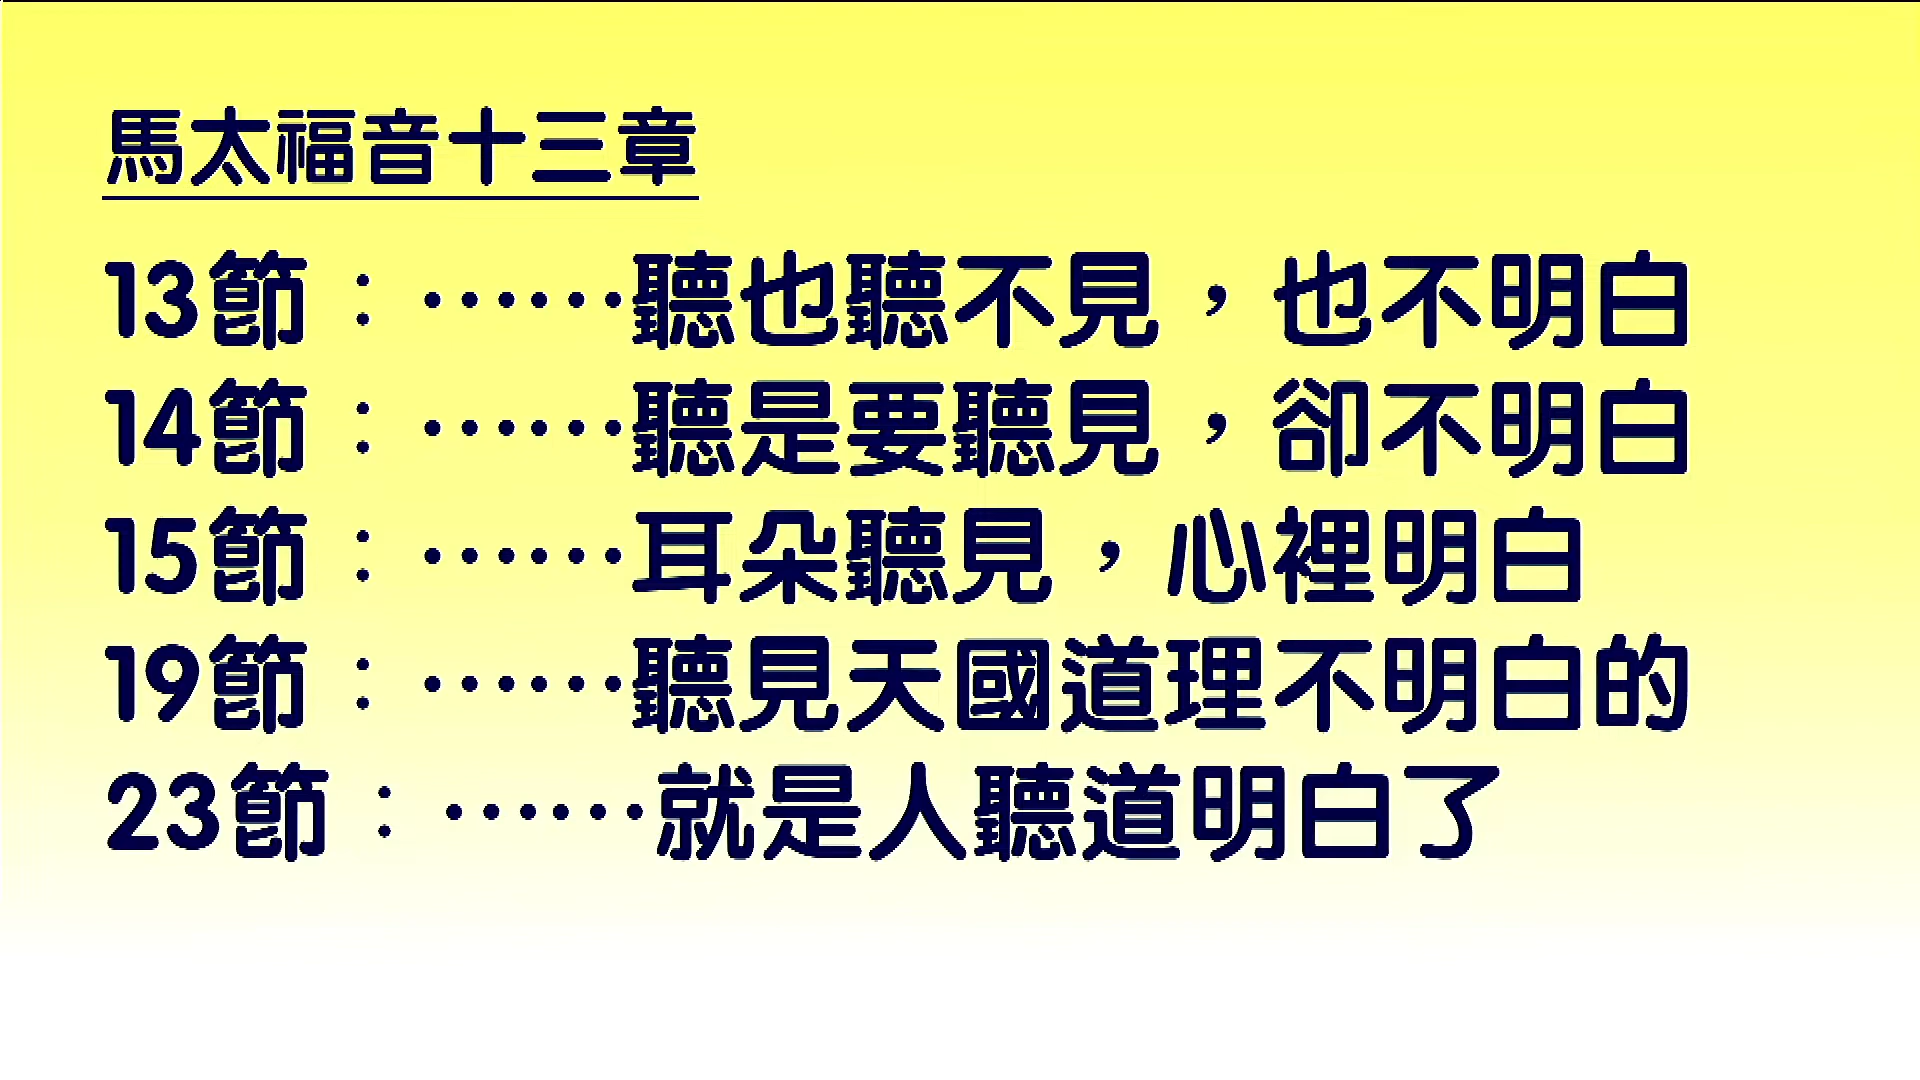 馬太福音十三章
13節：……聽也聽不見，也不明白
14節：……聽是要聽見，卻不明白
15節：……耳朵聽見，心裡明白
19節：……聽見天國道理不明白的
23節：……就是人聽道明白了